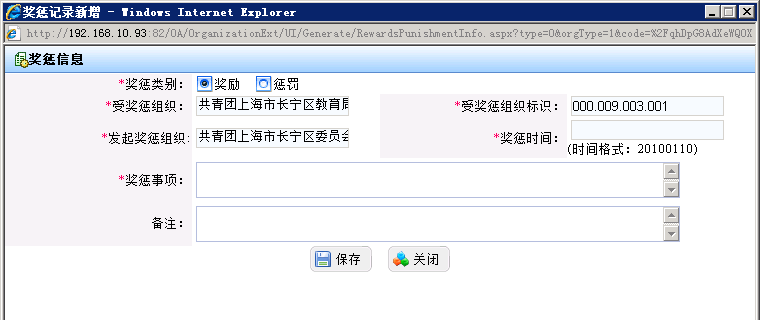 奖惩记录新增 - Windows Internet Explorer
http://192.168.10.93:82/OA/OrganizationExt/UI/Generate/RewardsPunishmentInfo.aspx?type=0&orgType=1&code=%2FqhDpG8AdXeWQOX
奖惩信息
*奖惩类别： 奖励 惩罚
*受奖惩组织： 共青团上海市长宁区教育局 *受奖惩组织标识： 000.009.003.001
*发起奖惩组织: 共青团上海市长宁区委员会 *奖惩时间：
(时间格式：20100110)
*奖惩事项：
备注：
保存 关闭